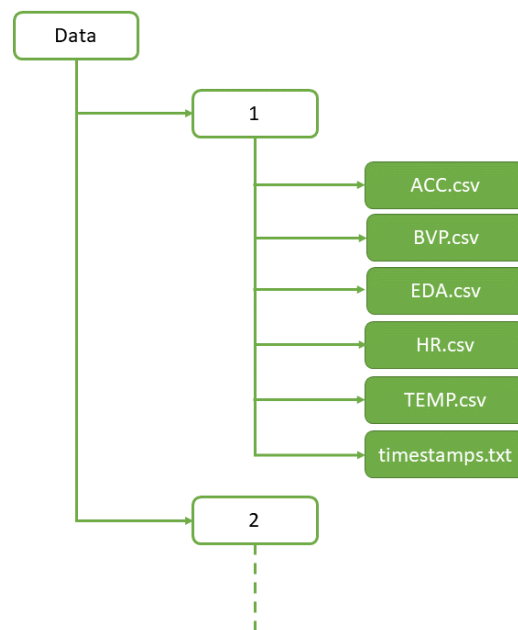 Data
1
ACC.csv
BVP.csv
EDA.csv
HR.csv
TEMP.csv
timestamps.txt
2